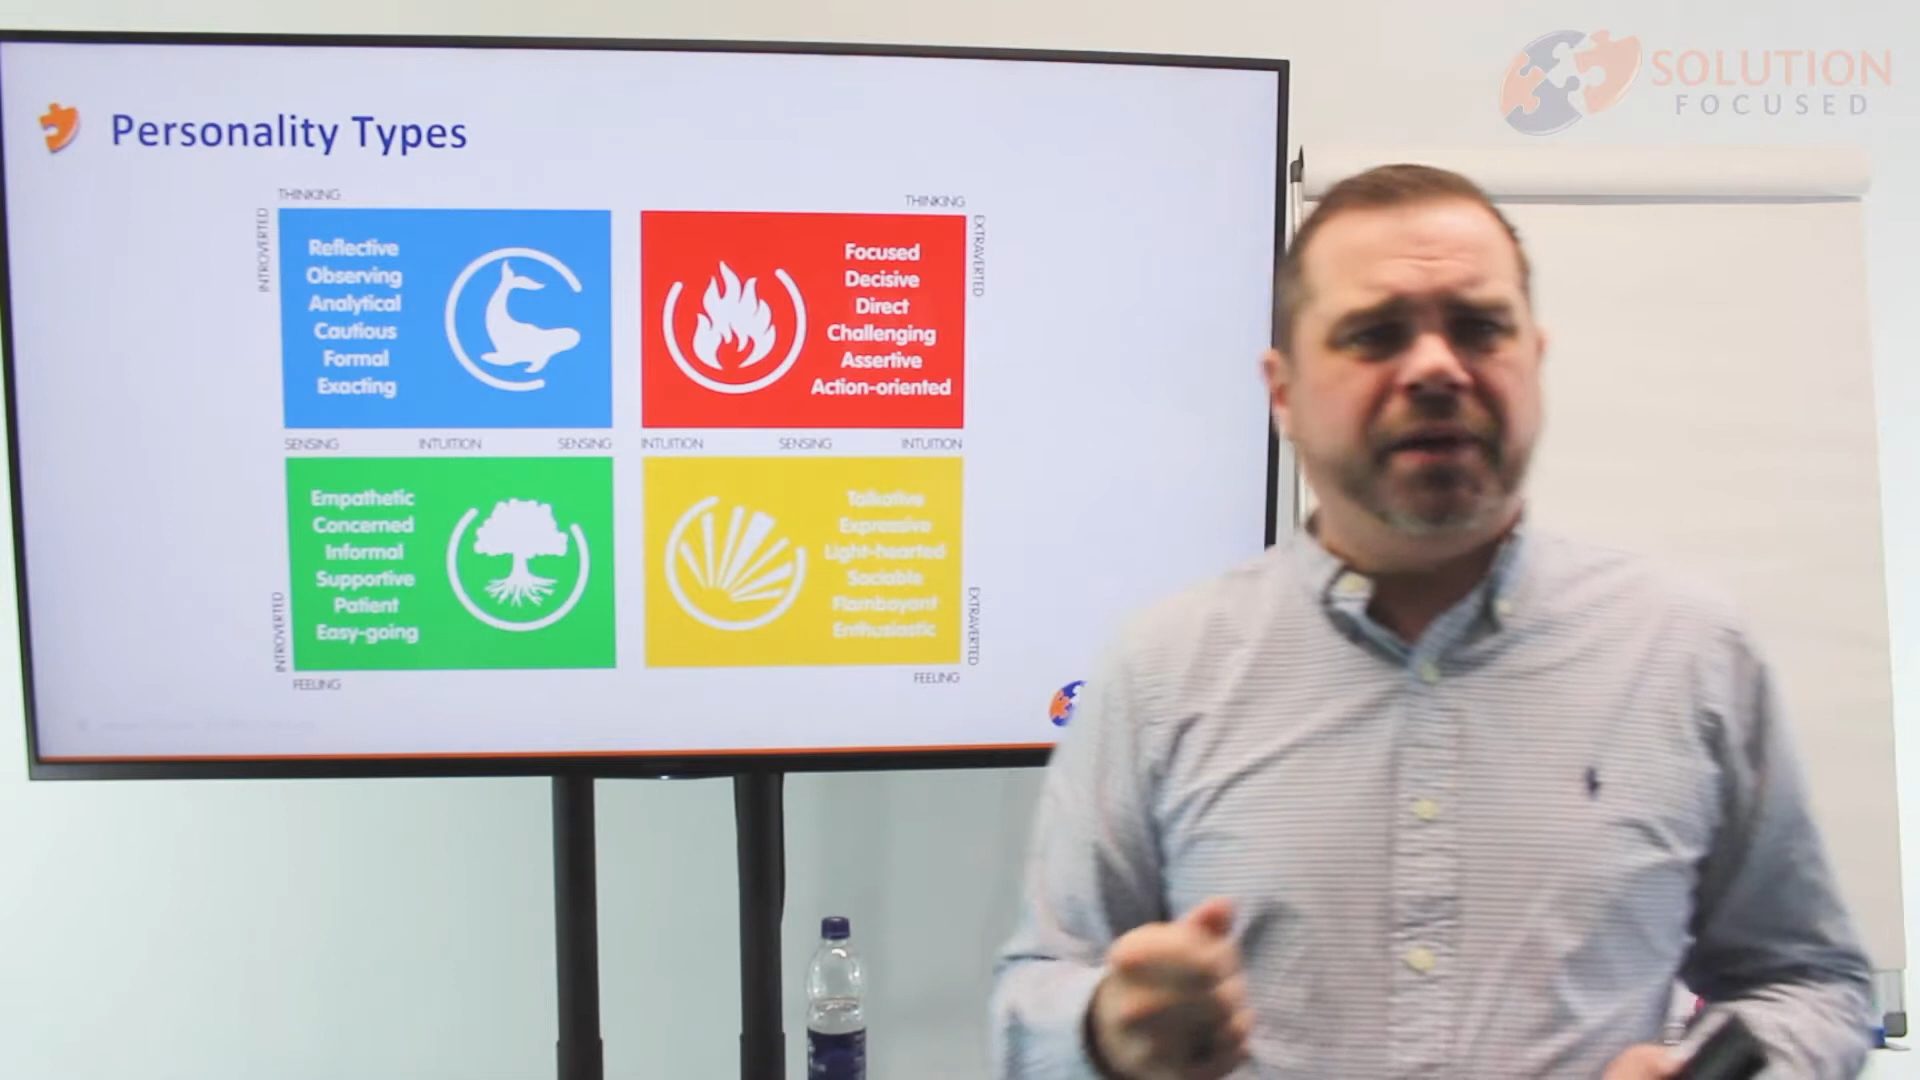 SOLUTION
FOCUSED
Personality Types
THINKING
THINKING
INTROVERTED
EXTRAVERTED
Reflective
Observing
Analytical
Cautious
Formal
Exacting
Focused
Decisive
Direct
Challenging
Assertive
Action-oriented
SENSING INTUITION SENSING
INTUITION SENSING INTUITION
Empathetic
Concerned
Informal
Supportive
Patient
Easy-going
Talkative
Expressive
Light-hearted
Sociable
Flamboyant
Enthusiastic
INTROVERTED
EXTRAVERTED
FEELING
FEELING